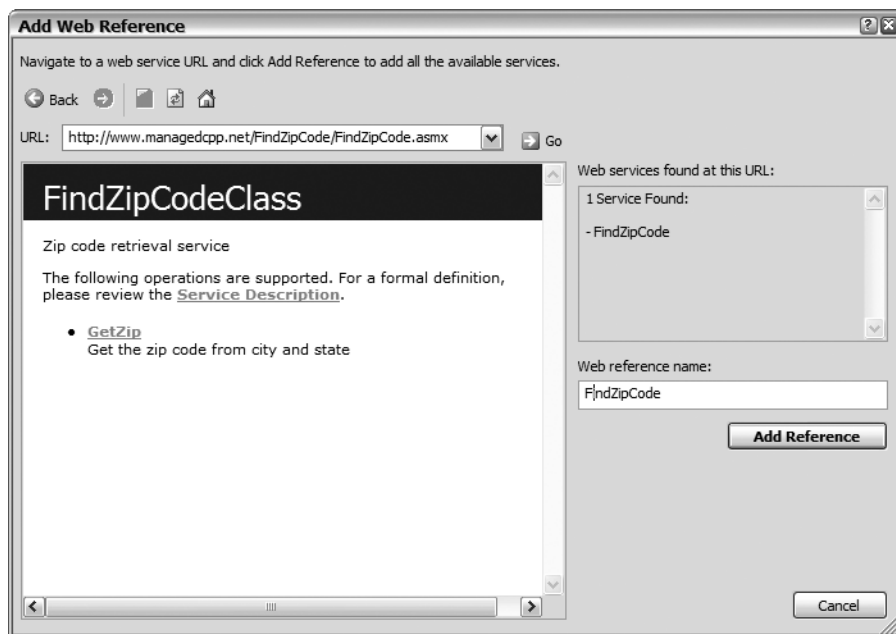 Add Web Reference
Navigate to a web service URL and click Add Reference to add all the available services.
Back
URL: http://www.managedcpp.net/FindZipCode/FindZipCode.asmx Go
FindZipCodeClass
Zip code retrieval service
The following operations are supported. For a formal definition,
please review the Service Description.
• GetZip
Get the zip code from city and state
Web services found at this URL:
1 Service Found:
- FindZipCode
Web reference name:
FindZipCode
Add Reference
Cancel